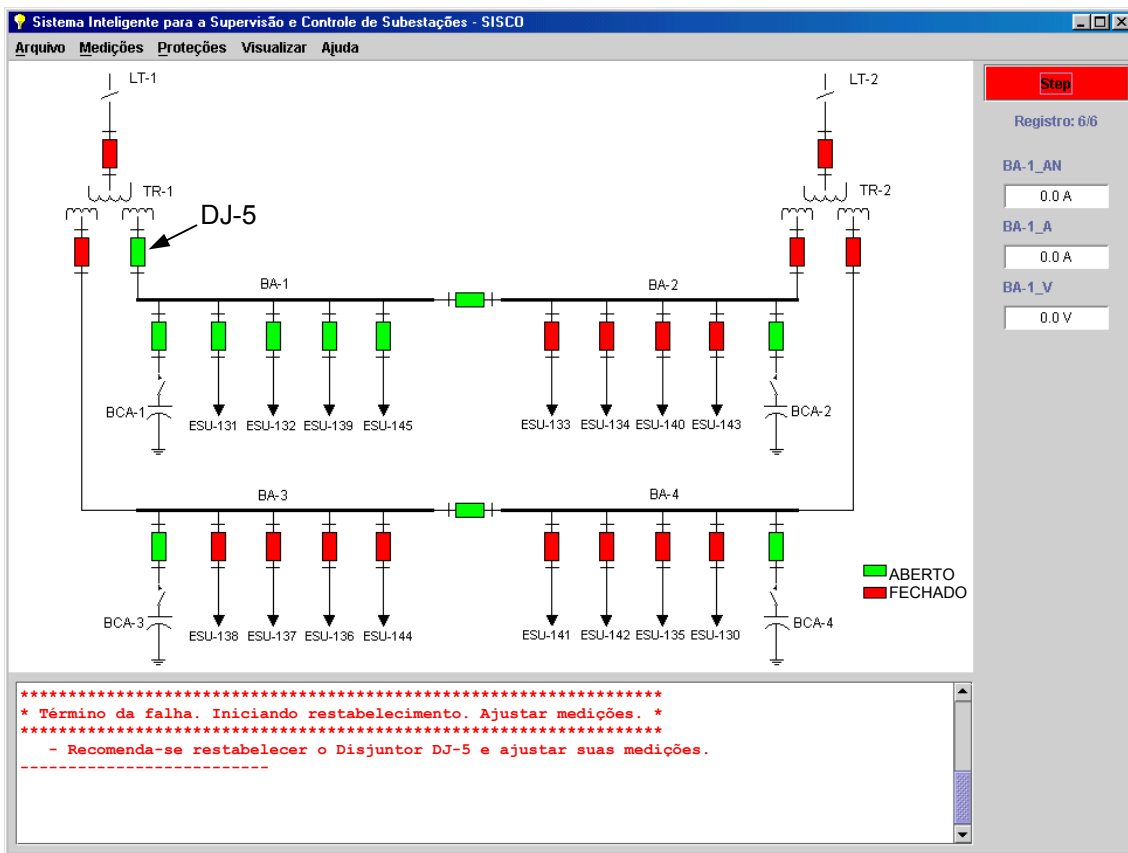 Sistema Inteligente para a Supervisão e Controle de Subestações - SISCO
Arquivo Medições Proteções Visualizar Ajuda
LT-1
LT-2
Step
Registro: 6/6
BA-1_AN
0.0 A
BA-1_A
0.0 A
BA-1_V
0.0 V
TR-1
TR-2
DJ-5
BA-1
BA-2
BCA-1
ESU-131 ESU-132 ESU-139 ESU-145
ESU-133 ESU-134 ESU-140 ESU-143
BCA-2
BA-3
BA-4
ABERTO
FECHADO
BCA-3
ESU-138 ESU-137 ESU-136 ESU-144
ESU-141 ESU-142 ESU-135 ESU-130
BCA-4
*******************************************************************
* Término da falha. Iniciando restabelecimento. Ajustar medições. *
*******************************************************************
- Recomenda-se restabelecer o Disjuntor DJ-5 e ajustar suas medições.
--------------------------